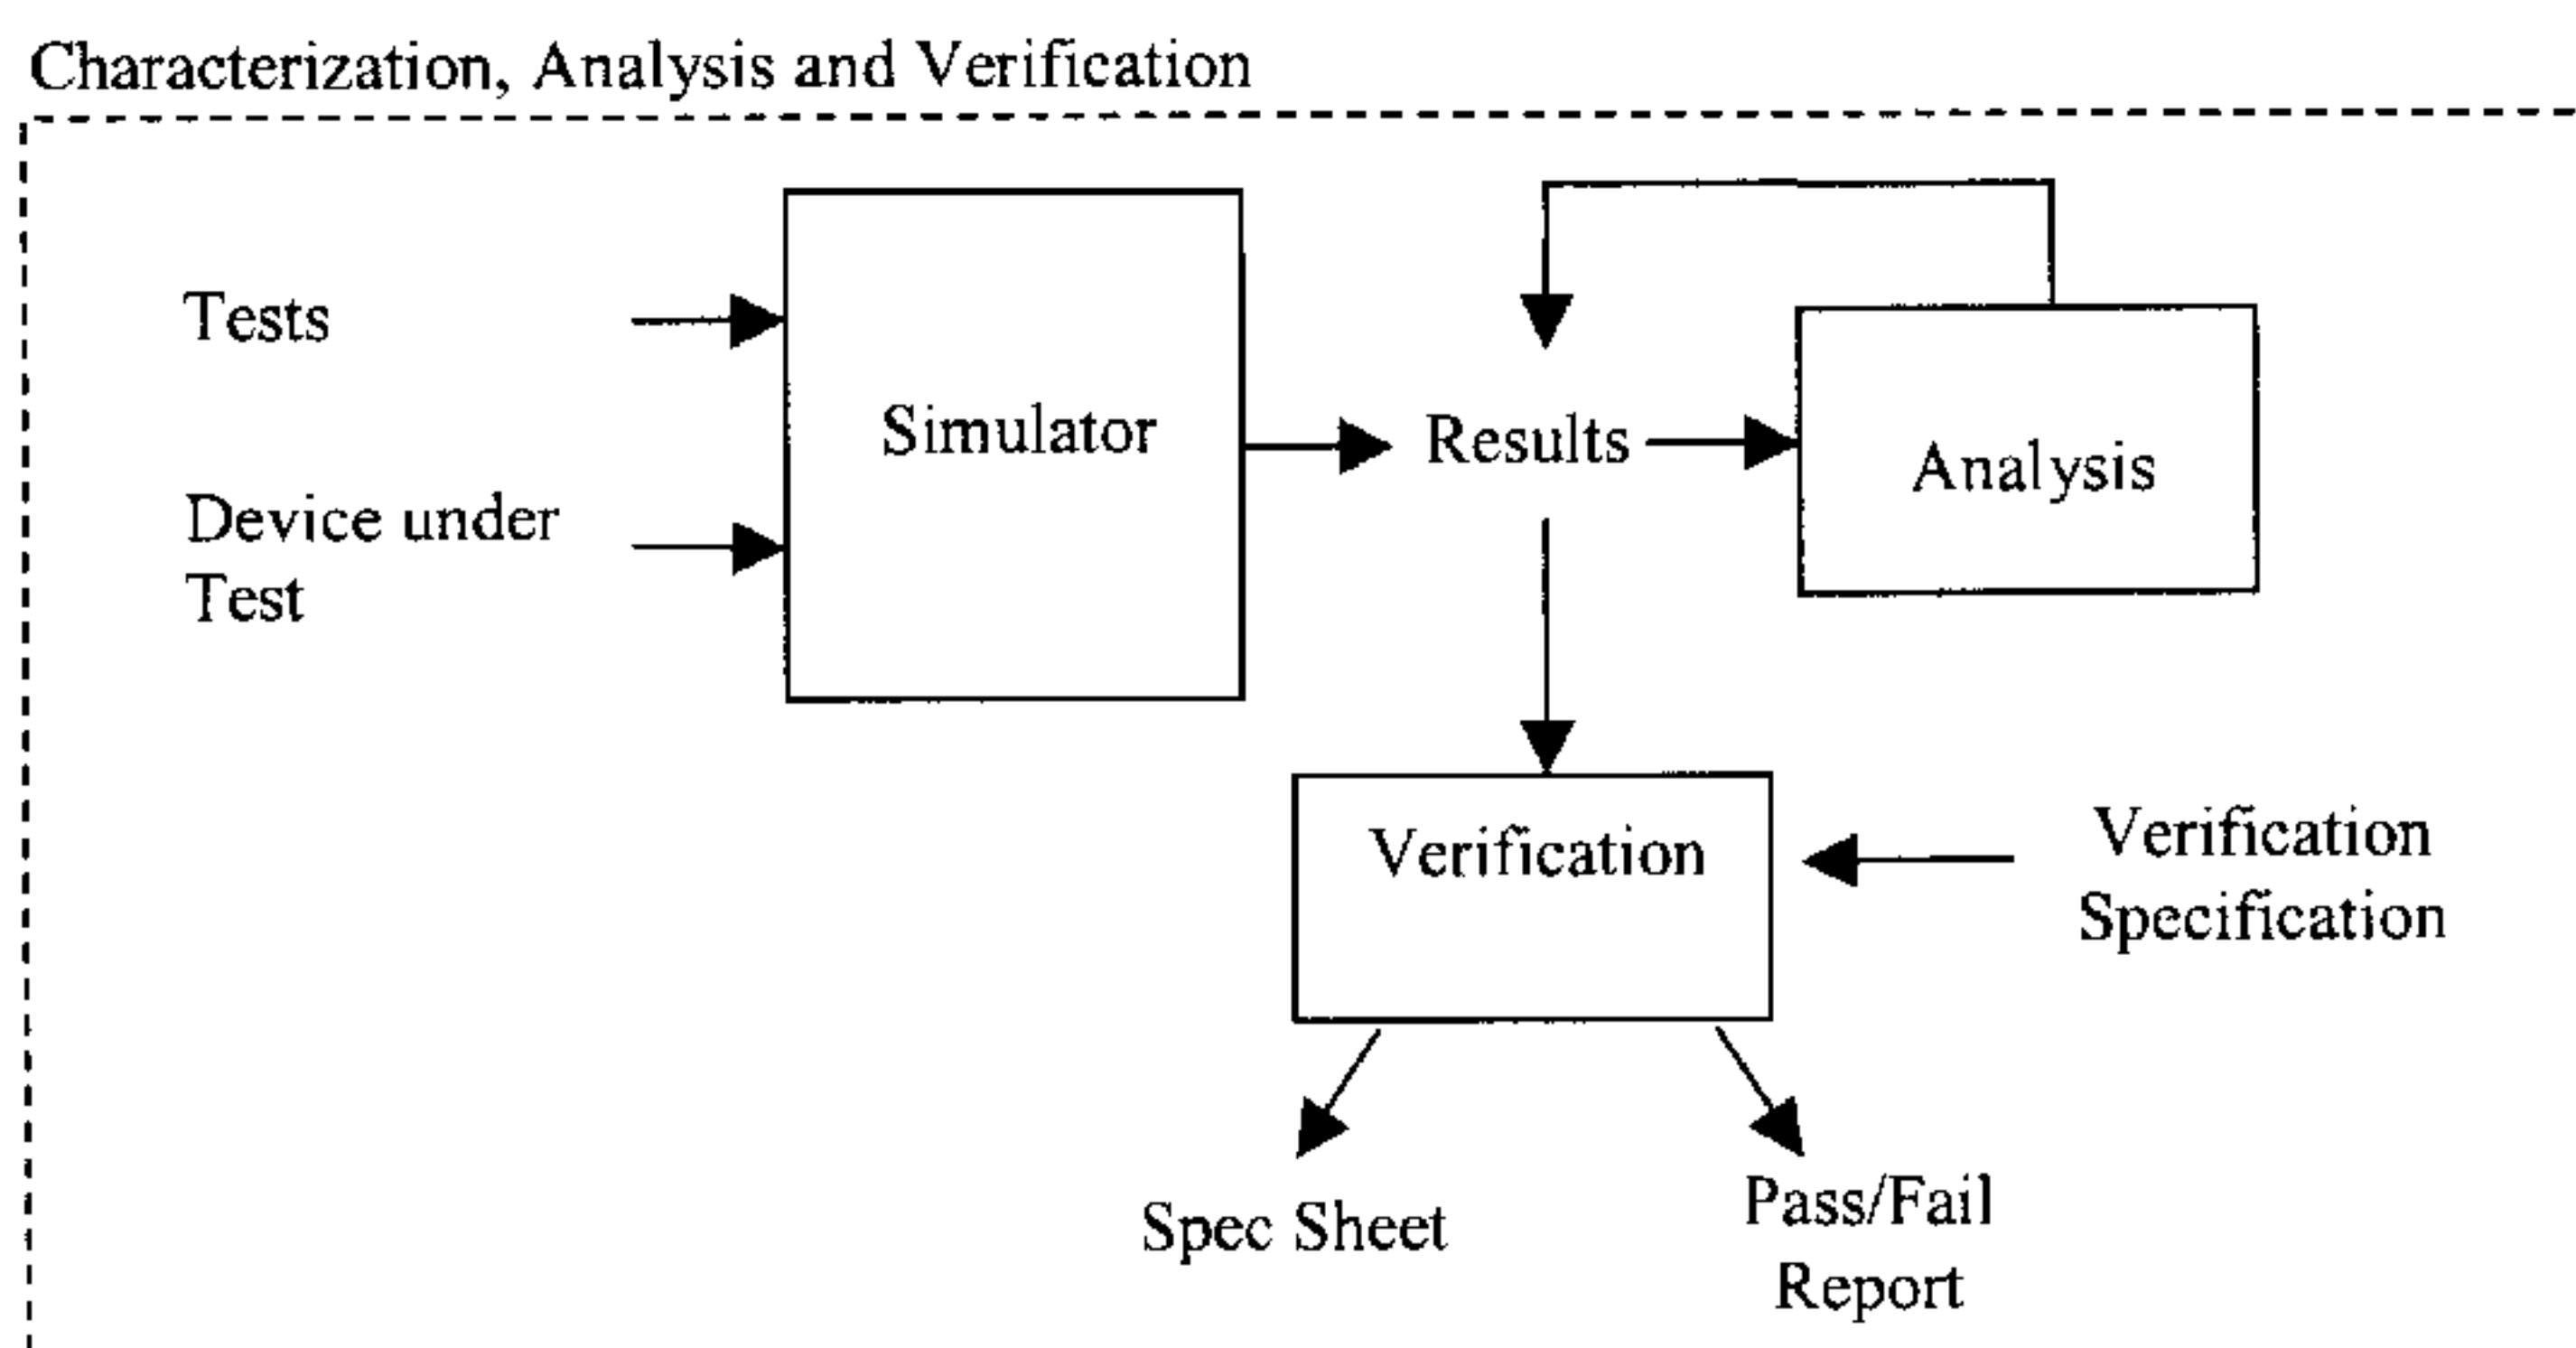 Characterization, Analysis and Verification
Tests
Device under
Test
Simulator
Results
Analysis
Verification
Verification
Specification
Spec Sheet
Pass/Fail
Report